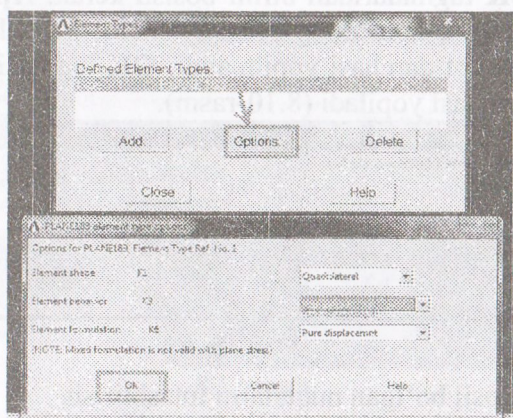 Element Types
Defined Element Types:
Add...
Options...
Delete
Close
Help
PLANE183 element type options
Options for PLANE183, Element Type Ref. No. 1
Element shape K1 Quadrilateral
Element behavior K3
Element formulation K6 Pure displacemnt
(NOTE: Mixed formulation is not valid with plane stress)
OK
Cancel
Help